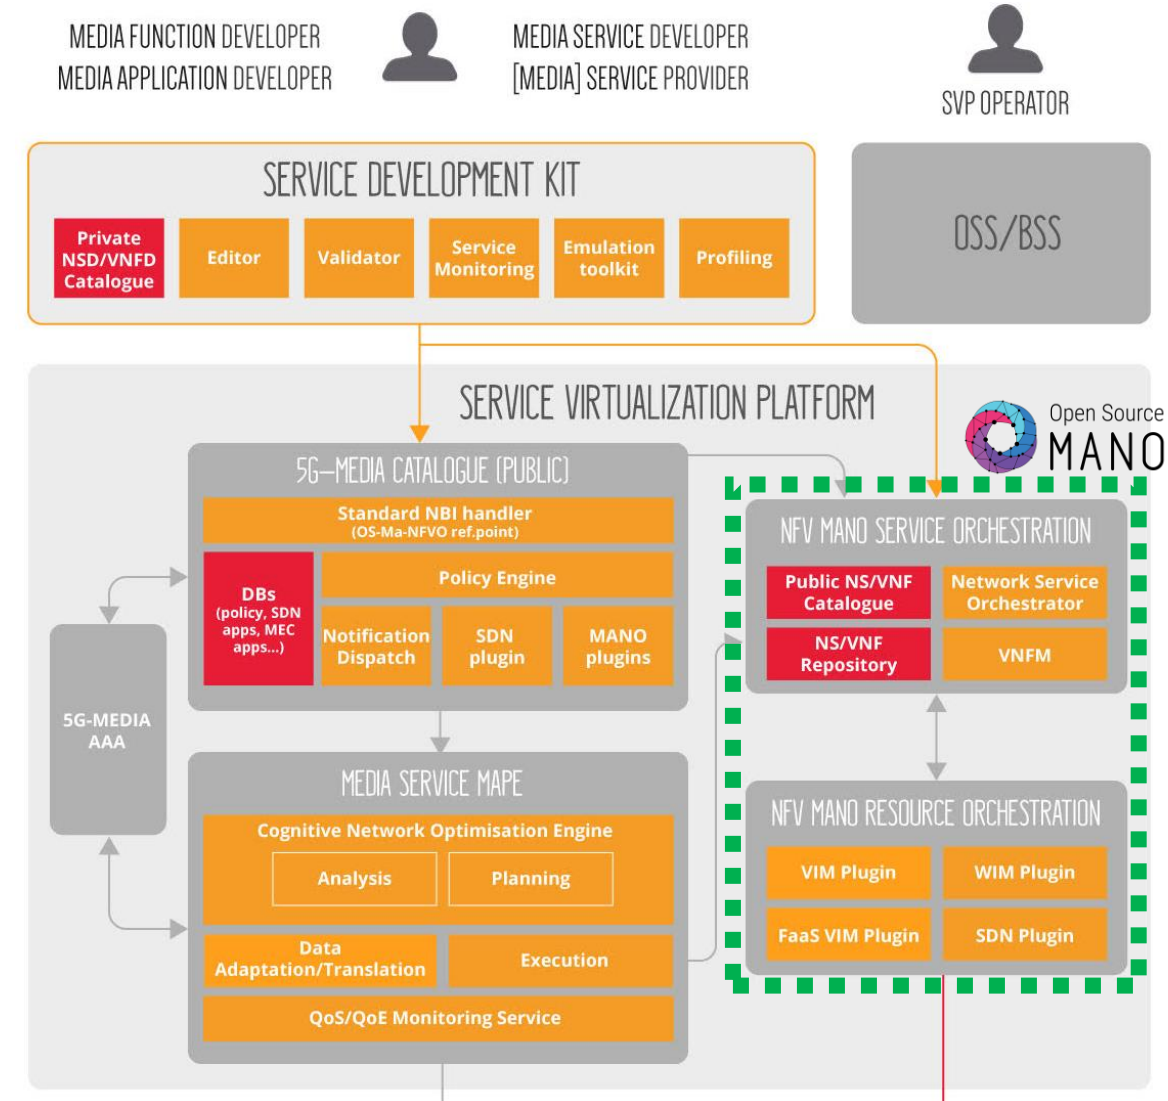 MEDIA FUNCTION DEVELOPER
MEDIA APPLICATION DEVELOPER
MEDIA SERVICE DEVELOPER
[MEDIA] SERVICE PROVIDER
SVP OPERATOR
SERVICE DEVELOPMENT KIT
Private
NSD/VNFD
Catalogue
Editor
Validator
Service
Monitoring
Emulation
toolkit
Profiling
OSS/BSS
SERVICE VIRTUALIZATION PLATFORM
Open Source
MANO
5G–MEDIA CATALOGUE (PUBLIC)
Standard NBI handler
(OS-Ma-NFVO ref.point)
DBs
(policy, SDN
apps, MEC
apps...)
Policy Engine
Notification
Dispatch
SDN
plugin
MANO
plugins
NFV MANO SERVICE ORCHESTRATION
Public NS/VNF
Catalogue
Network Service
Orchestrator
NS/VNF
Repository
VNFM
5G-MEDIA
AAA
MEDIA SERVICE MAPE
Cognitive Network Optimisation Engine
Analysis
Planning
Data
Adaptation/Translation
Execution
QoS/QoE Monitoring Service
NFV MANO RESOURCE ORCHESTRATION
VIM Plugin
WIM Plugin
FaaS VIM Plugin
SDN Plugin